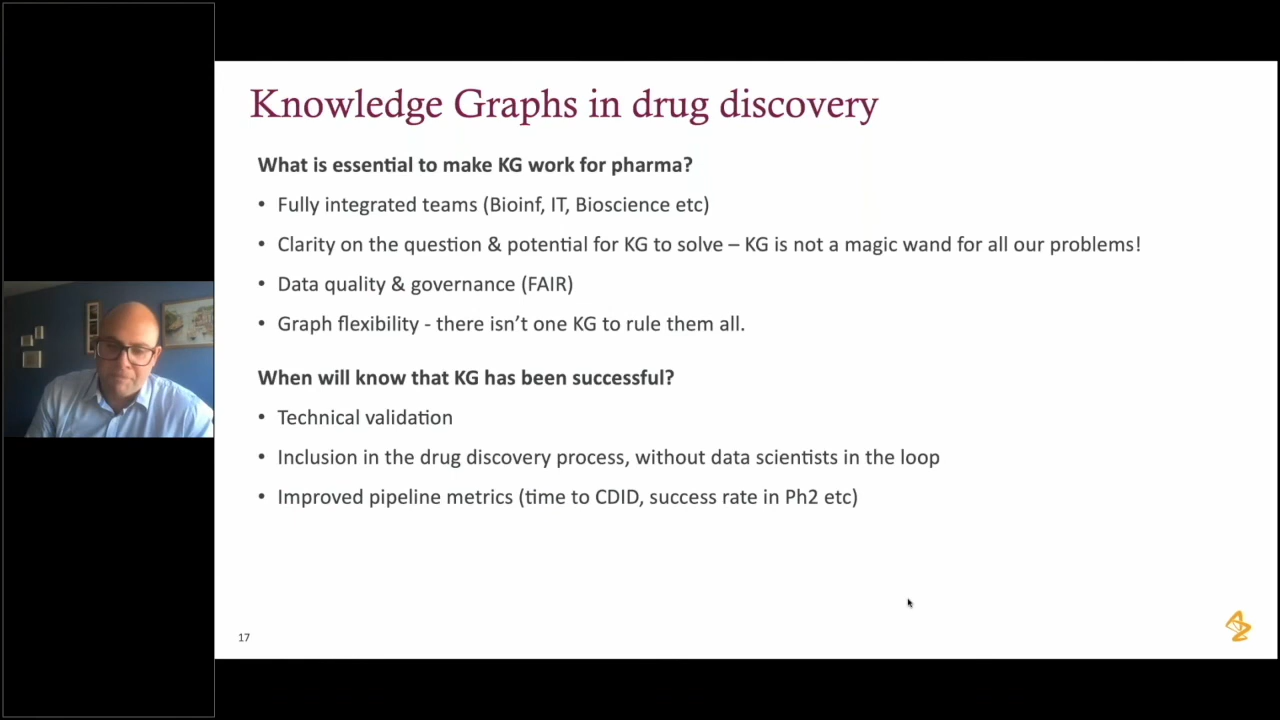 Knowledge Graphs in drug discovery
What is essential to make KG work for pharma?
• Fully integrated teams (Bioinf, IT, Bioscience etc)
• Clarity on the question & potential for KG to solve – KG is not a magic wand for all our problems!
• Data quality & governance (FAIR)
• Graph flexibility - there isn't one KG to rule them all.
When will know that KG has been successful?
• Technical validation
• Inclusion in the drug discovery process, without data scientists in the loop
• Improved pipeline metrics (time to CDID, success rate in Ph2 etc)
17